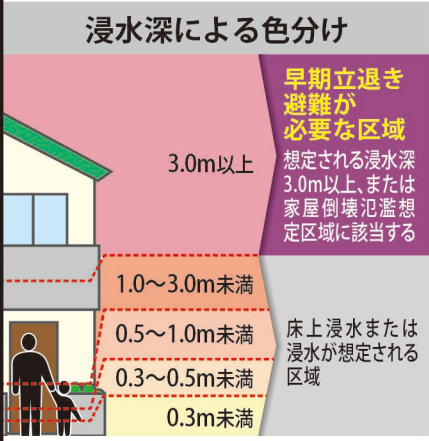 浸水深による色分け
早期立退き
避難が
必要な区域
想定される浸水深
3.0m以上、または
家屋倒壊氾濫想
定区域に該当する
3.0m以上
1.0〜3.0m未満
0.5〜1.0m未満
0.3〜0.5m未満
0.3m未満
床上浸水または
浸水が想定される
区域